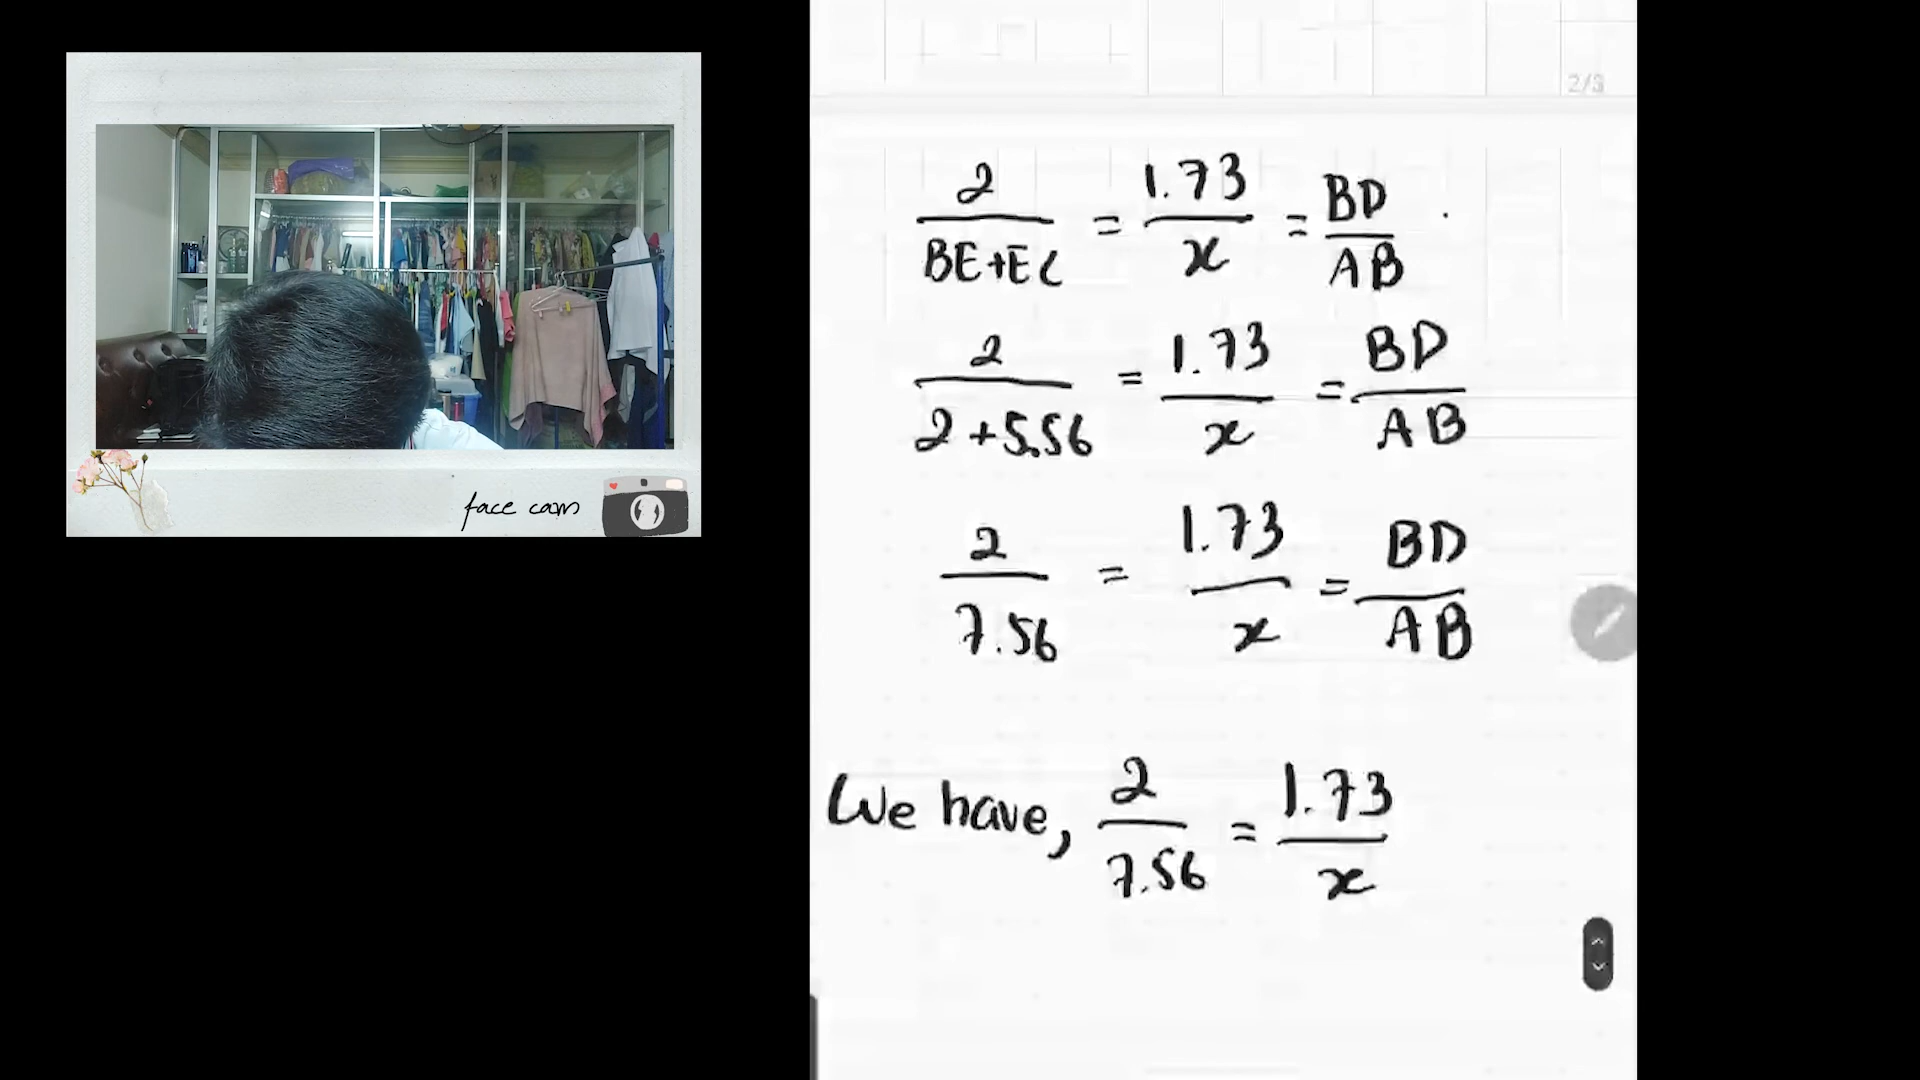 face cam
2/3
2/(BE+EC) = 1.73/x = BD/AB .
2/(2+5.56) = 1.73/x = BD/AB
2/7.56 = 1.73/x = BD/AB
We have, 2/7.56 = 1.73/x